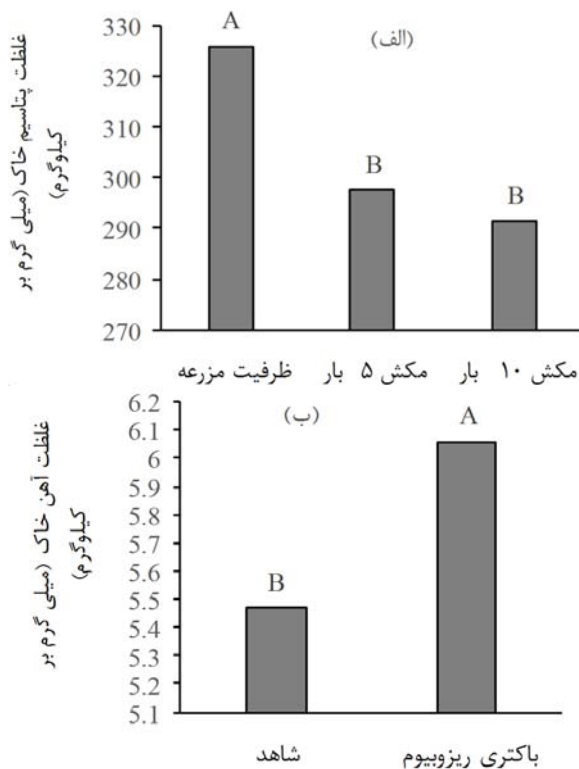 غلظت پتاسیم خاک (میلی گرم بر
کیلوگرم)
(الف)
330
320
310
300
290
280
270
A
B
B
ظرفیت مزرعه
مکش ۵ بار
مکش ۱۰ بار
غلظت آهن خاک (میلی گرم بر
کیلوگرم)
(ب)
6.2
6.1
6
5.9
5.8
5.7
5.6
5.5
5.4
5.3
5.2
5.1
B
A
شاهد
باکتری ریزوبیوم